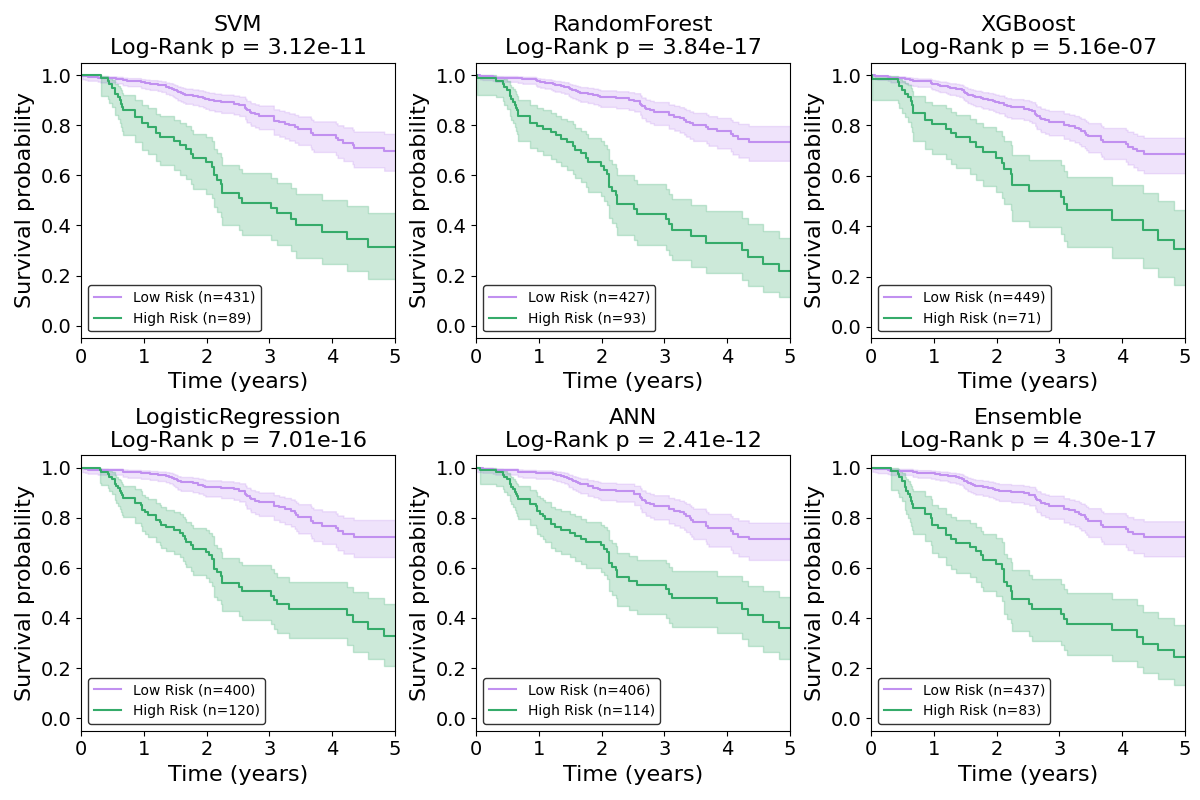 SVM
Log-Rank p = 3.12e-11
Survival probability
1.0
0.8
0.6
0.4
0.2
0.0
Low Risk (n=431)
High Risk (n=89)
0 1 2 3 4 5
Time (years)
RandomForest
Log-Rank p = 3.84e-17
Survival probability
1.0
0.8
0.6
0.4
0.2
0.0
Low Risk (n=427)
High Risk (n=93)
0 1 2 3 4 5
Time (years)
XGBoost
Log-Rank p = 5.16e-07
Survival probability
1.0
0.8
0.6
0.4
0.2
0.0
Low Risk (n=449)
High Risk (n=71)
0 1 2 3 4 5
Time (years)
LogisticRegression
Log-Rank p = 7.01e-16
Survival probability
1.0
0.8
0.6
0.4
0.2
0.0
Low Risk (n=400)
High Risk (n=120)
0 1 2 3 4 5
Time (years)
ANN
Log-Rank p = 2.41e-12
Survival probability
1.0
0.8
0.6
0.4
0.2
0.0
Low Risk (n=406)
High Risk (n=114)
0 1 2 3 4 5
Time (years)
Ensemble
Log-Rank p = 4.30e-17
Survival probability
1.0
0.8
0.6
0.4
0.2
0.0
Low Risk (n=437)
High Risk (n=83)
0 1 2 3 4 5
Time (years)